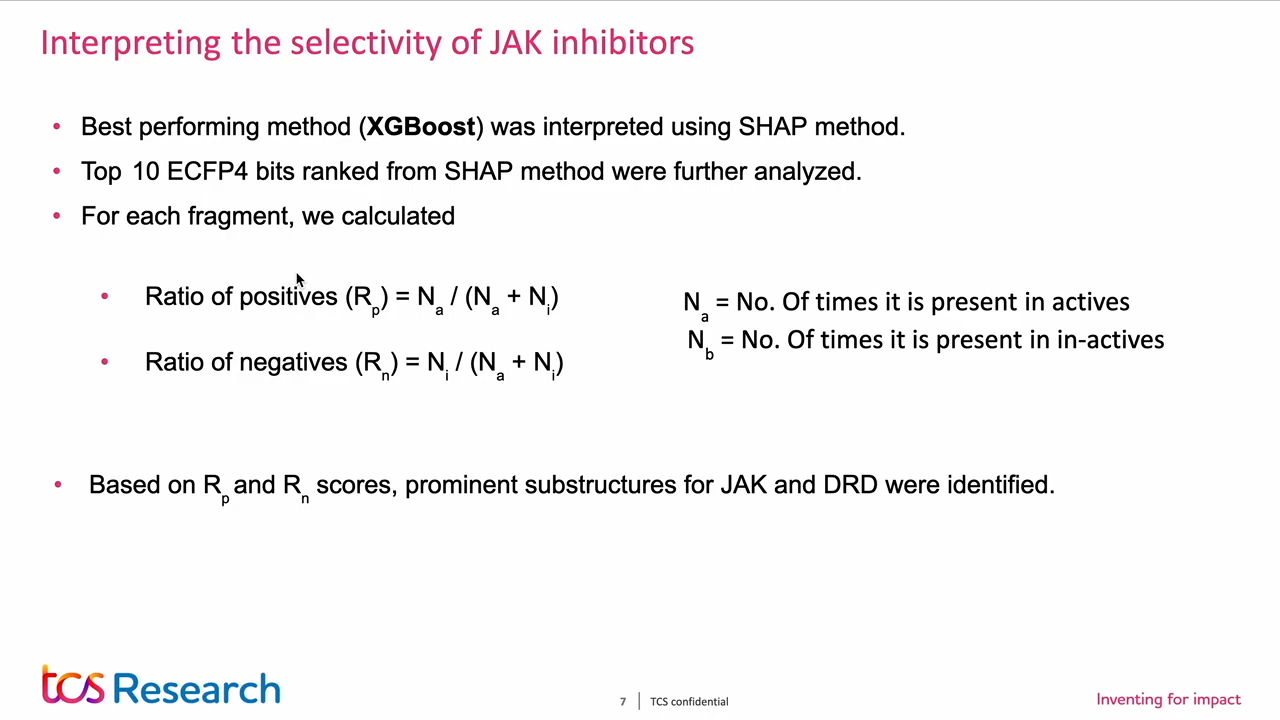 Interpreting the selectivity of JAK inhibitors
• Best performing method (XGBoost) was interpreted using SHAP method.
• Top 10 ECFP4 bits ranked from SHAP method were further analyzed.
• For each fragment, we calculated
• Ratio of positives (Rp) = Na / (Na + Ni)
Na = No. Of times it is present in actives
Nb = No. Of times it is present in in-actives
• Ratio of negatives (Rn) = Ni / (Na + Ni)
• Based on Rp and Rn scores, prominent substructures for JAK and DRD were identified.
tcs Research
7 | TCS confidential
Inventing for impact